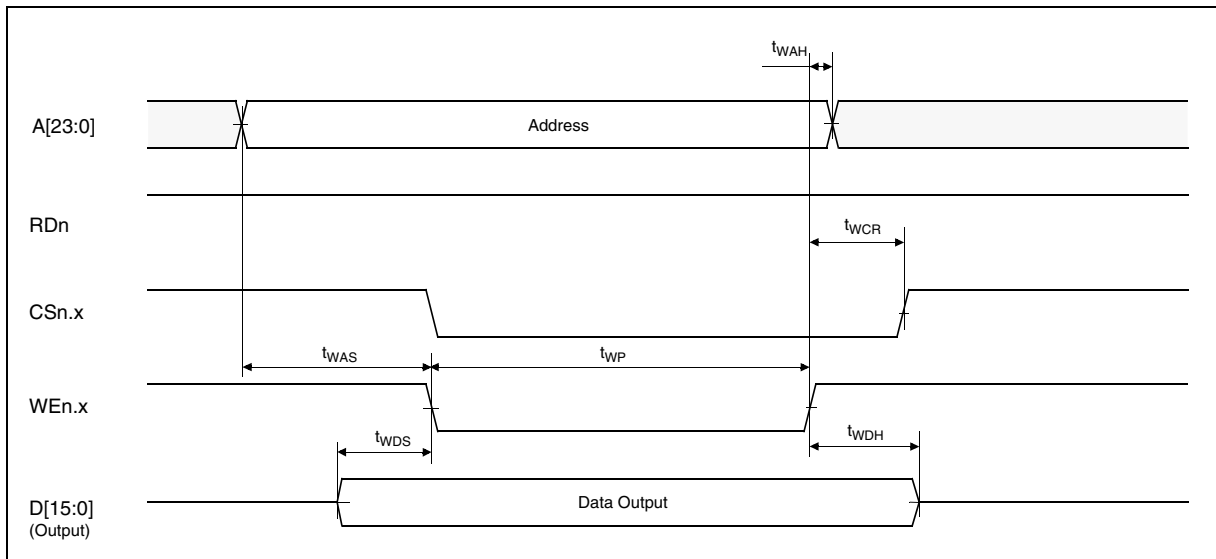 tWAH
A[23:0]
Address
RDn
tWCR
CSn.x
tWAS
tWP
WEn.x
tWDS
tWDH
D[15:0]
(Output)
Data Output